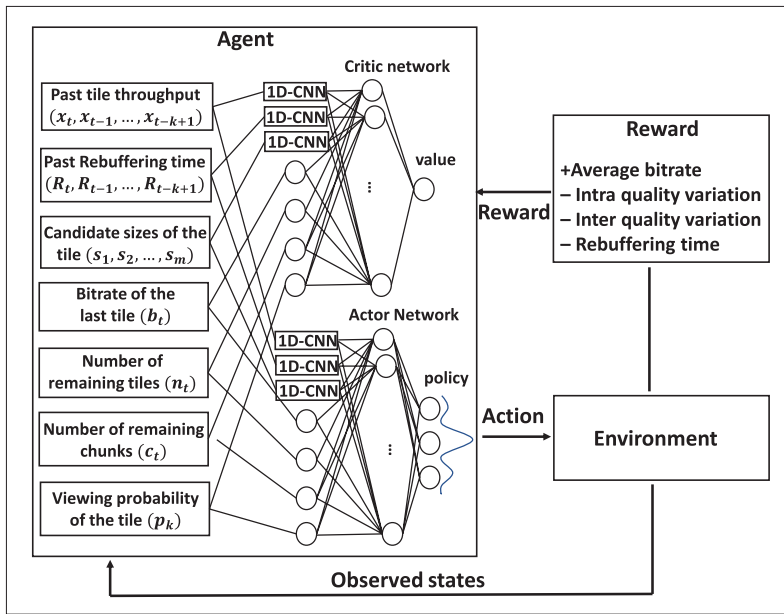 Agent
Critic network
Past tile throughput
(x_t, x_{t-1}, ..., x_{t-k+1})
1D-CNN
1D-CNN
1D-CNN
Past Rebuffering time
(R_t, R_{t-1}, ..., R_{t-k+1})
value
...
Candidate sizes of the
tile (s_1, s_2, ..., s_m)
Bitrate of the
last tile (b_t)
Actor Network
1D-CNN
1D-CNN
1D-CNN
Number of
remaining tiles (n_t)
policy
Number of remaining
chunks (c_t)
...
Viewing probability
of the tile (p_k)
Reward
Reward
+Average bitrate
– Intra quality variation
– Inter quality variation
– Rebuffering time
Action
Environment
Observed states